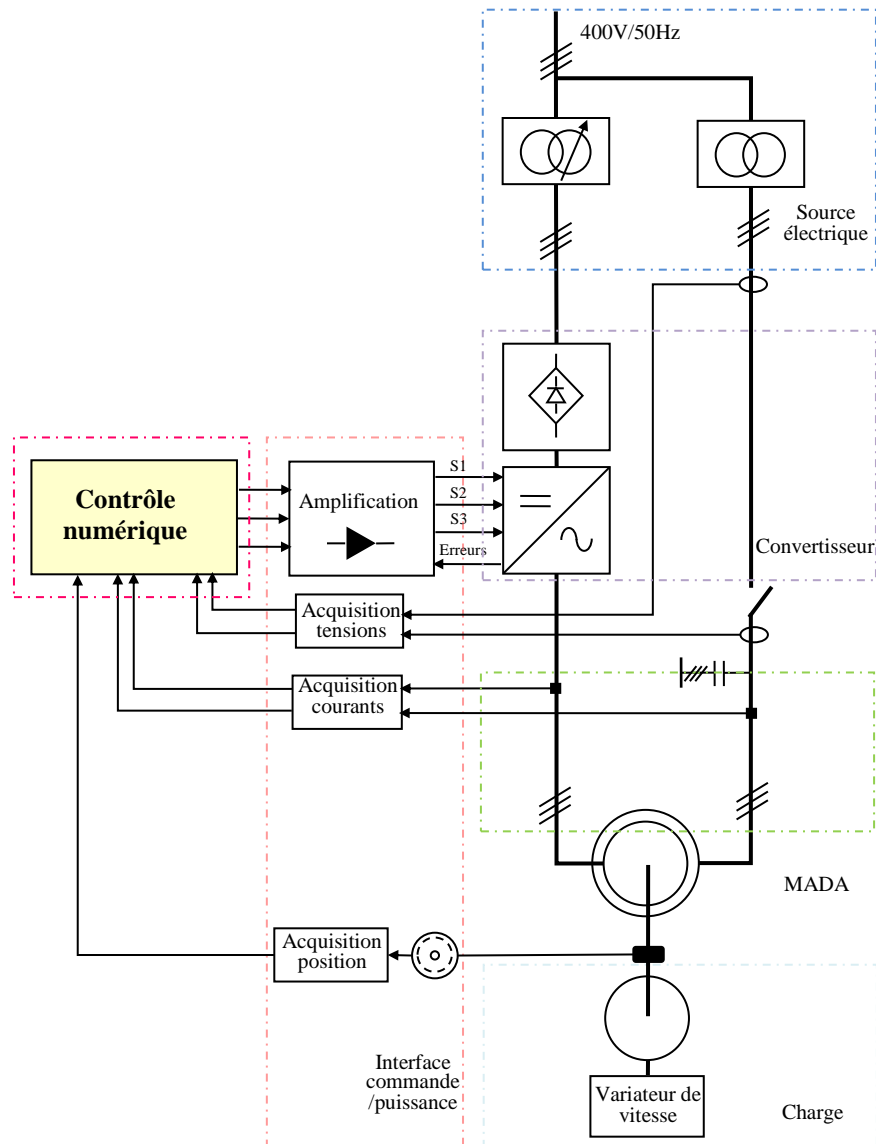 400V/50Hz
Source
électrique
Contrôle
numérique
Amplification
S1
S2
S3
Erreurs
Convertisseur
Acquisition
tensions
Acquisition
courants
MADA
Acquisition
position
Interface
commande
/puissance
Variateur de
vitesse
Charge